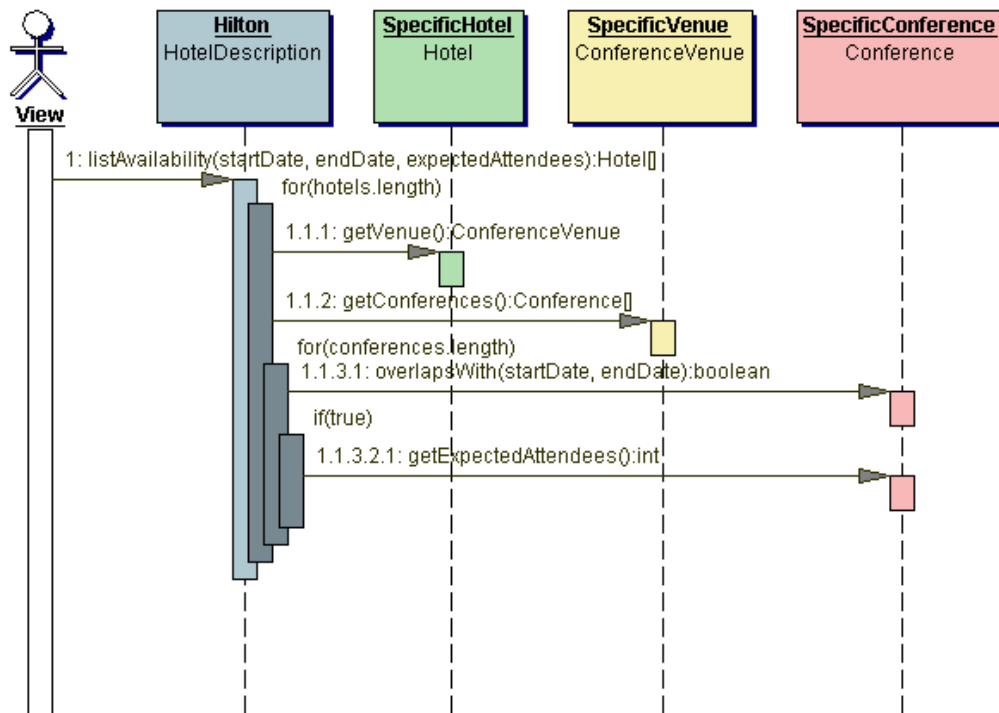 Hilton
HotelDescription
SpecificHotel
Hotel
SpecificVenue
ConferenceVenue
SpecificConference
Conference
View
1: listAvailability(startDate, endDate, expectedAttendees):Hotel[]
for(hotels.length)
1.1.1: getVenue():ConferenceVenue
1.1.2: getConferences():Conference[]
for(conferences.length)
1.1.3.1: overlapsWith(startDate, endDate):boolean
if(true)
1.1.3.2.1: getExpectedAttendees():int